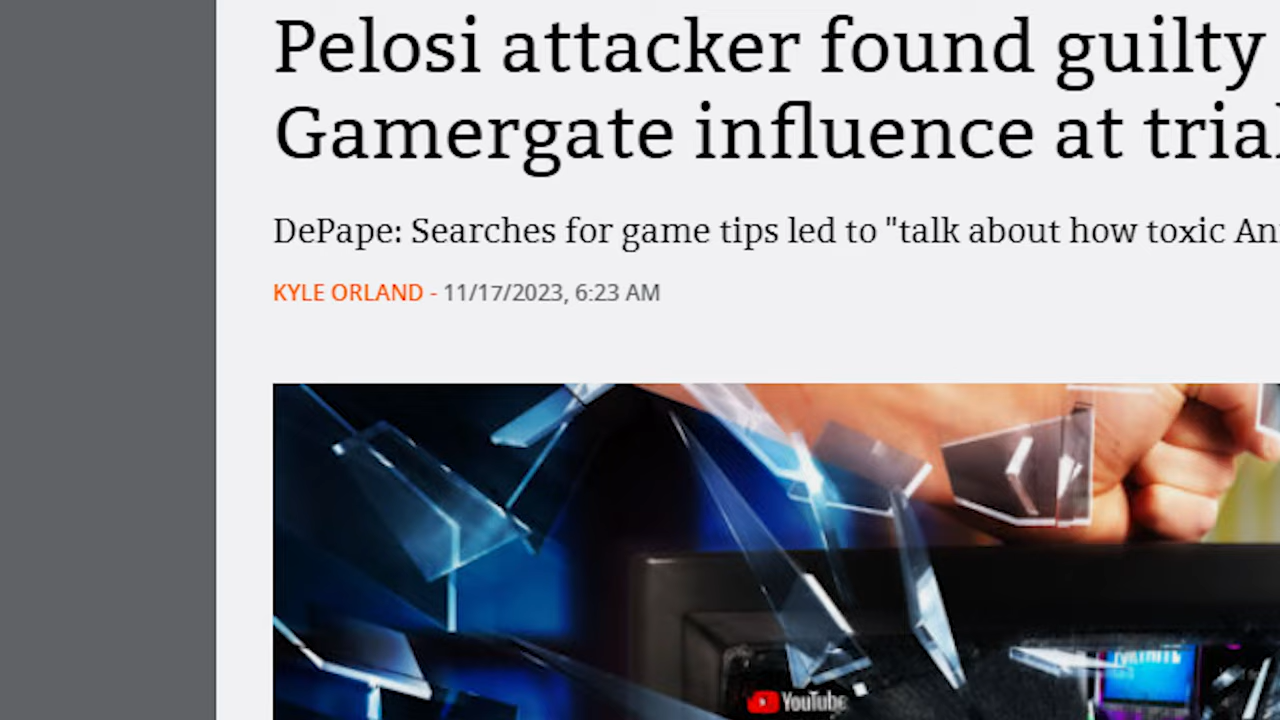 Pelosi attacker found guilty
Gamergate influence at trial
DePape: Searches for game tips led to "talk about how toxic
KYLE ORLAND - 11/17/2023, 6:23 AM
YouTube